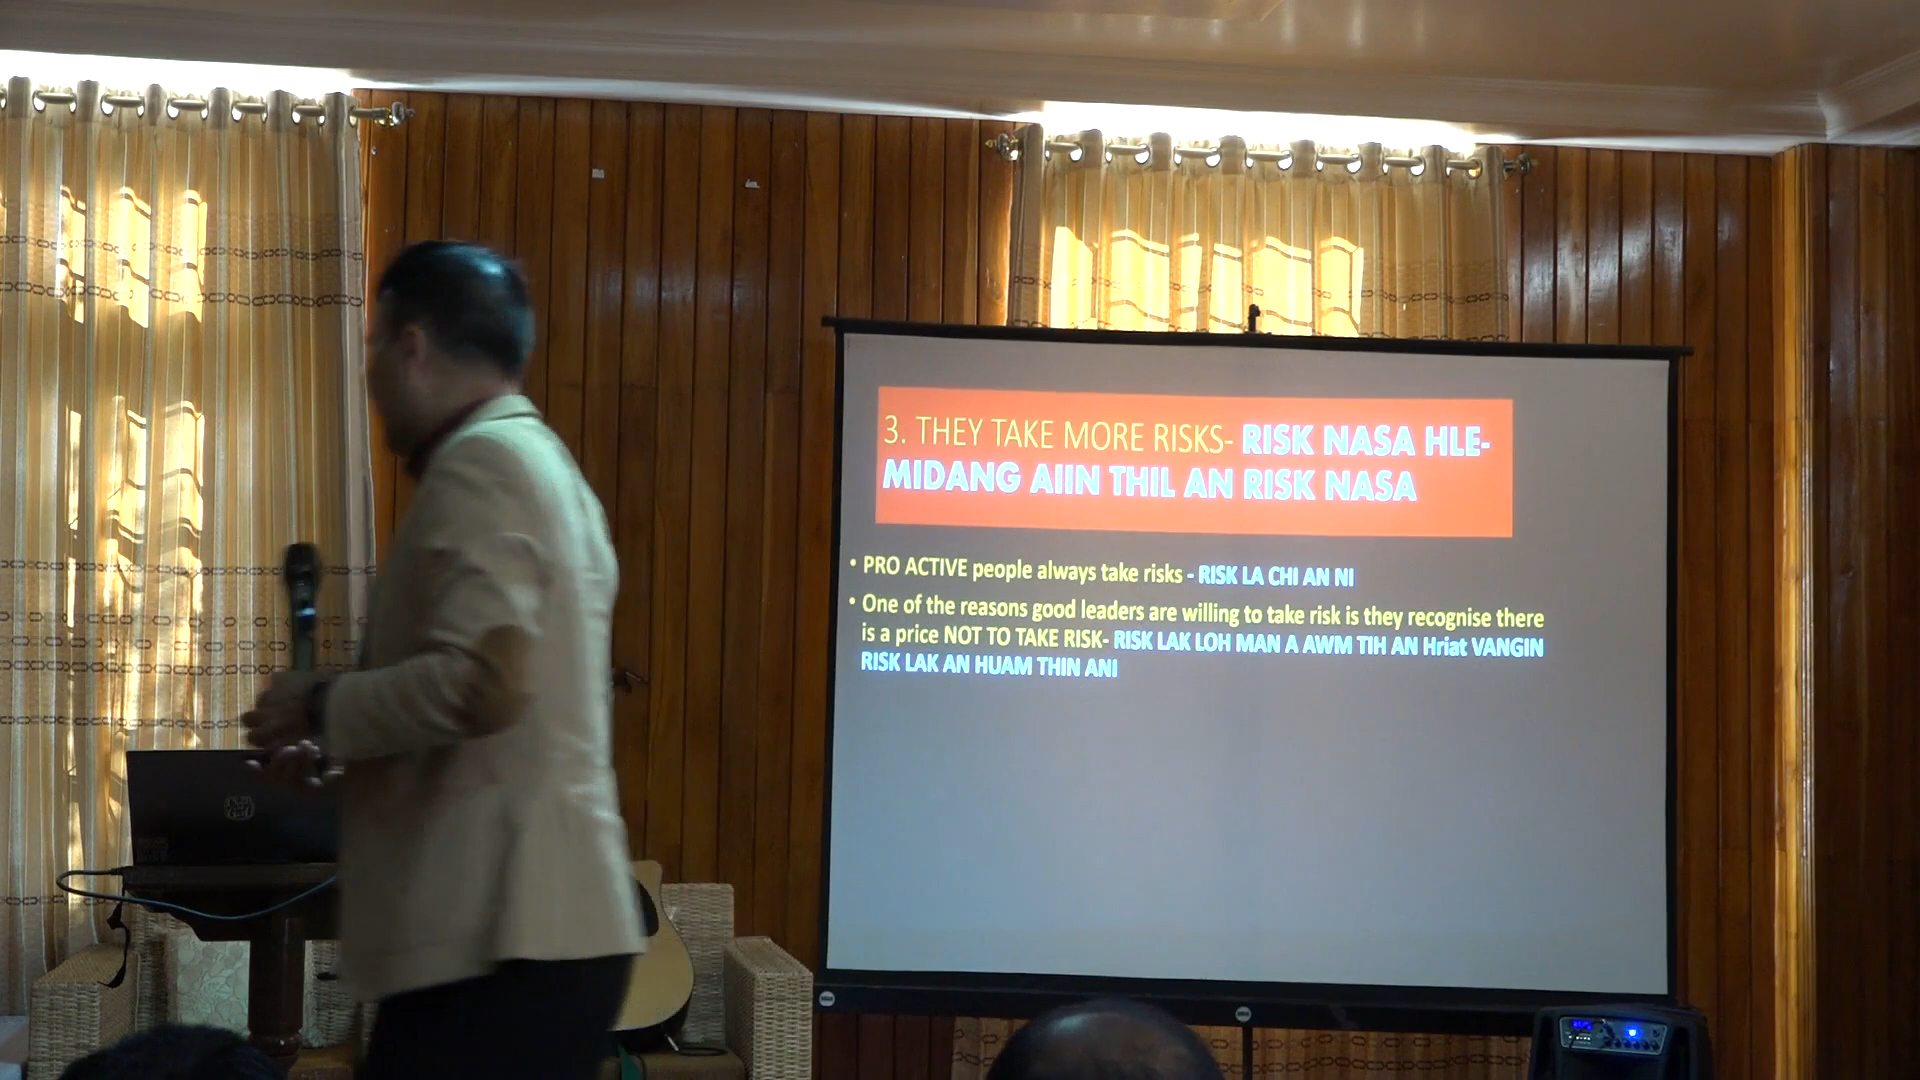 3. THEY TAKE MORE RISKS- RISK NASA HLE-
MIDANG AIIN THIL AN RISK NASA
• PRO ACTIVE people always take risks - RISK LA CHI AN NI
• One of the reasons good leaders are willing to take risk is they recognise there
is a price NOT TO TAKE RISK- RISK LAK LOH MAN A AWM TIH AN Hriat VANGIN
RISK LAK AN HUAM THIN ANI